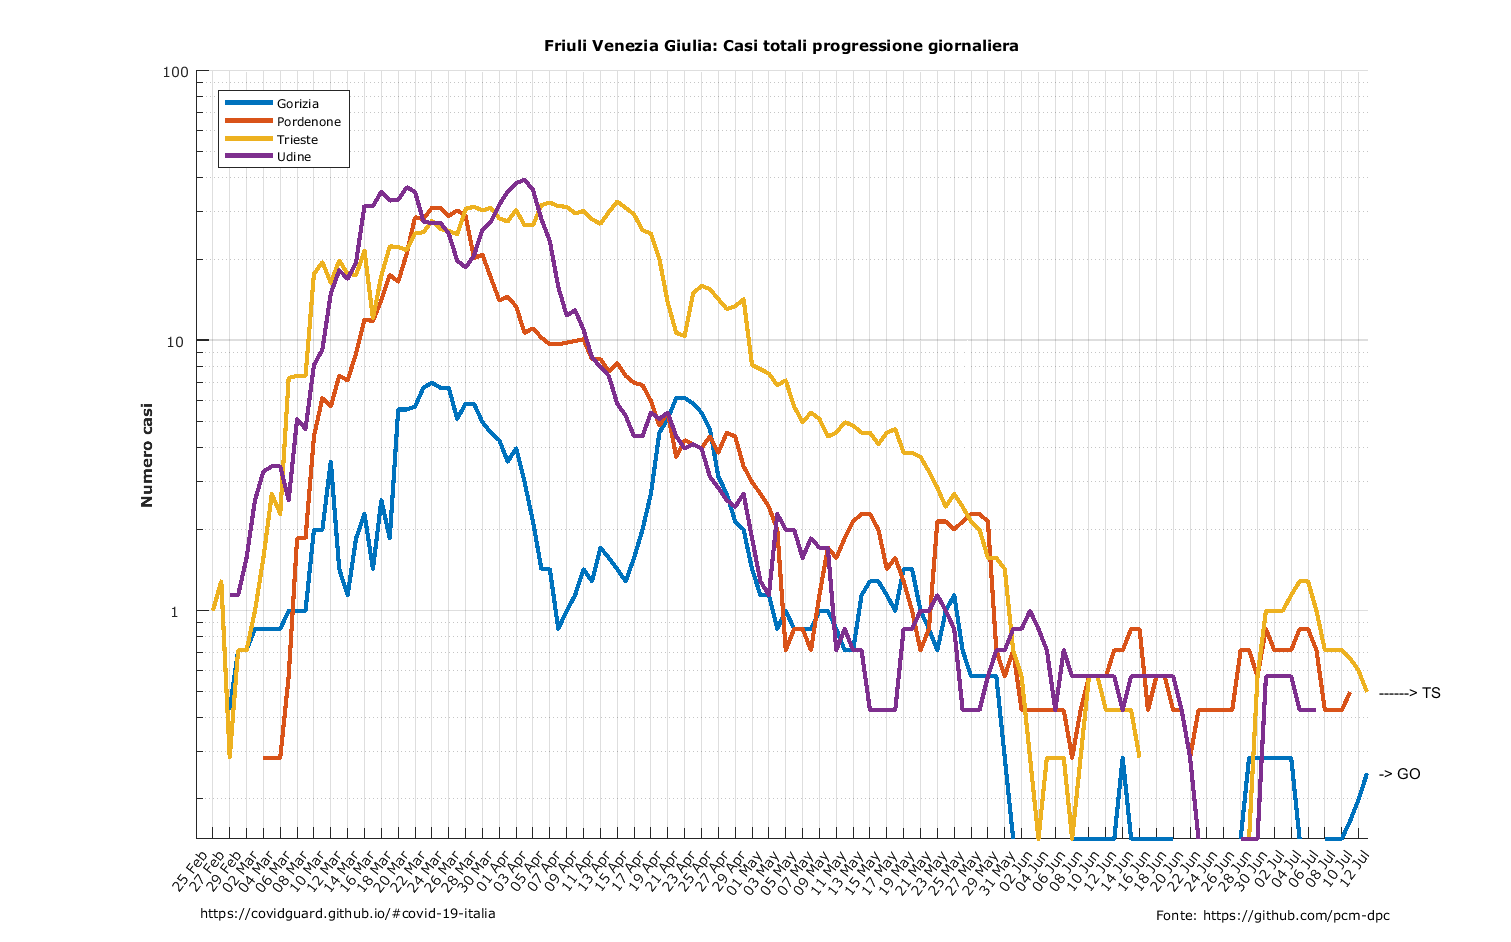 Friuli Venezia Giulia: Casi totali progressione giornaliera
100
Gorizia
Pordenone
Trieste
Udine
10
Numero casi
1
------> TS
-> GO
25 Feb
27 Feb
29 Feb
02 Mar
04 Mar
06 Mar
08 Mar
10 Mar
12 Mar
14 Mar
16 Mar
18 Mar
20 Mar
22 Mar
24 Mar
26 Mar
28 Mar
30 Mar
01 Apr
03 Apr
05 Apr
07 Apr
09 Apr
11 Apr
13 Apr
15 Apr
17 Apr
19 Apr
21 Apr
23 Apr
25 Apr
27 Apr
29 Apr
01 May
03 May
05 May
07 May
09 May
11 May
13 May
15 May
17 May
19 May
21 May
23 May
25 May
27 May
29 May
31 May
02 Jun
04 Jun
06 Jun
08 Jun
10 Jun
12 Jun
14 Jun
16 Jun
18 Jun
20 Jun
22 Jun
24 Jun
26 Jun
28 Jun
30 Jun
02 Jul
04 Jul
06 Jul
08 Jul
10 Jul
12 Jul
https://covidguard.github.io/#covid-19-italia
Fonte: https://github.com/pcm-dpc